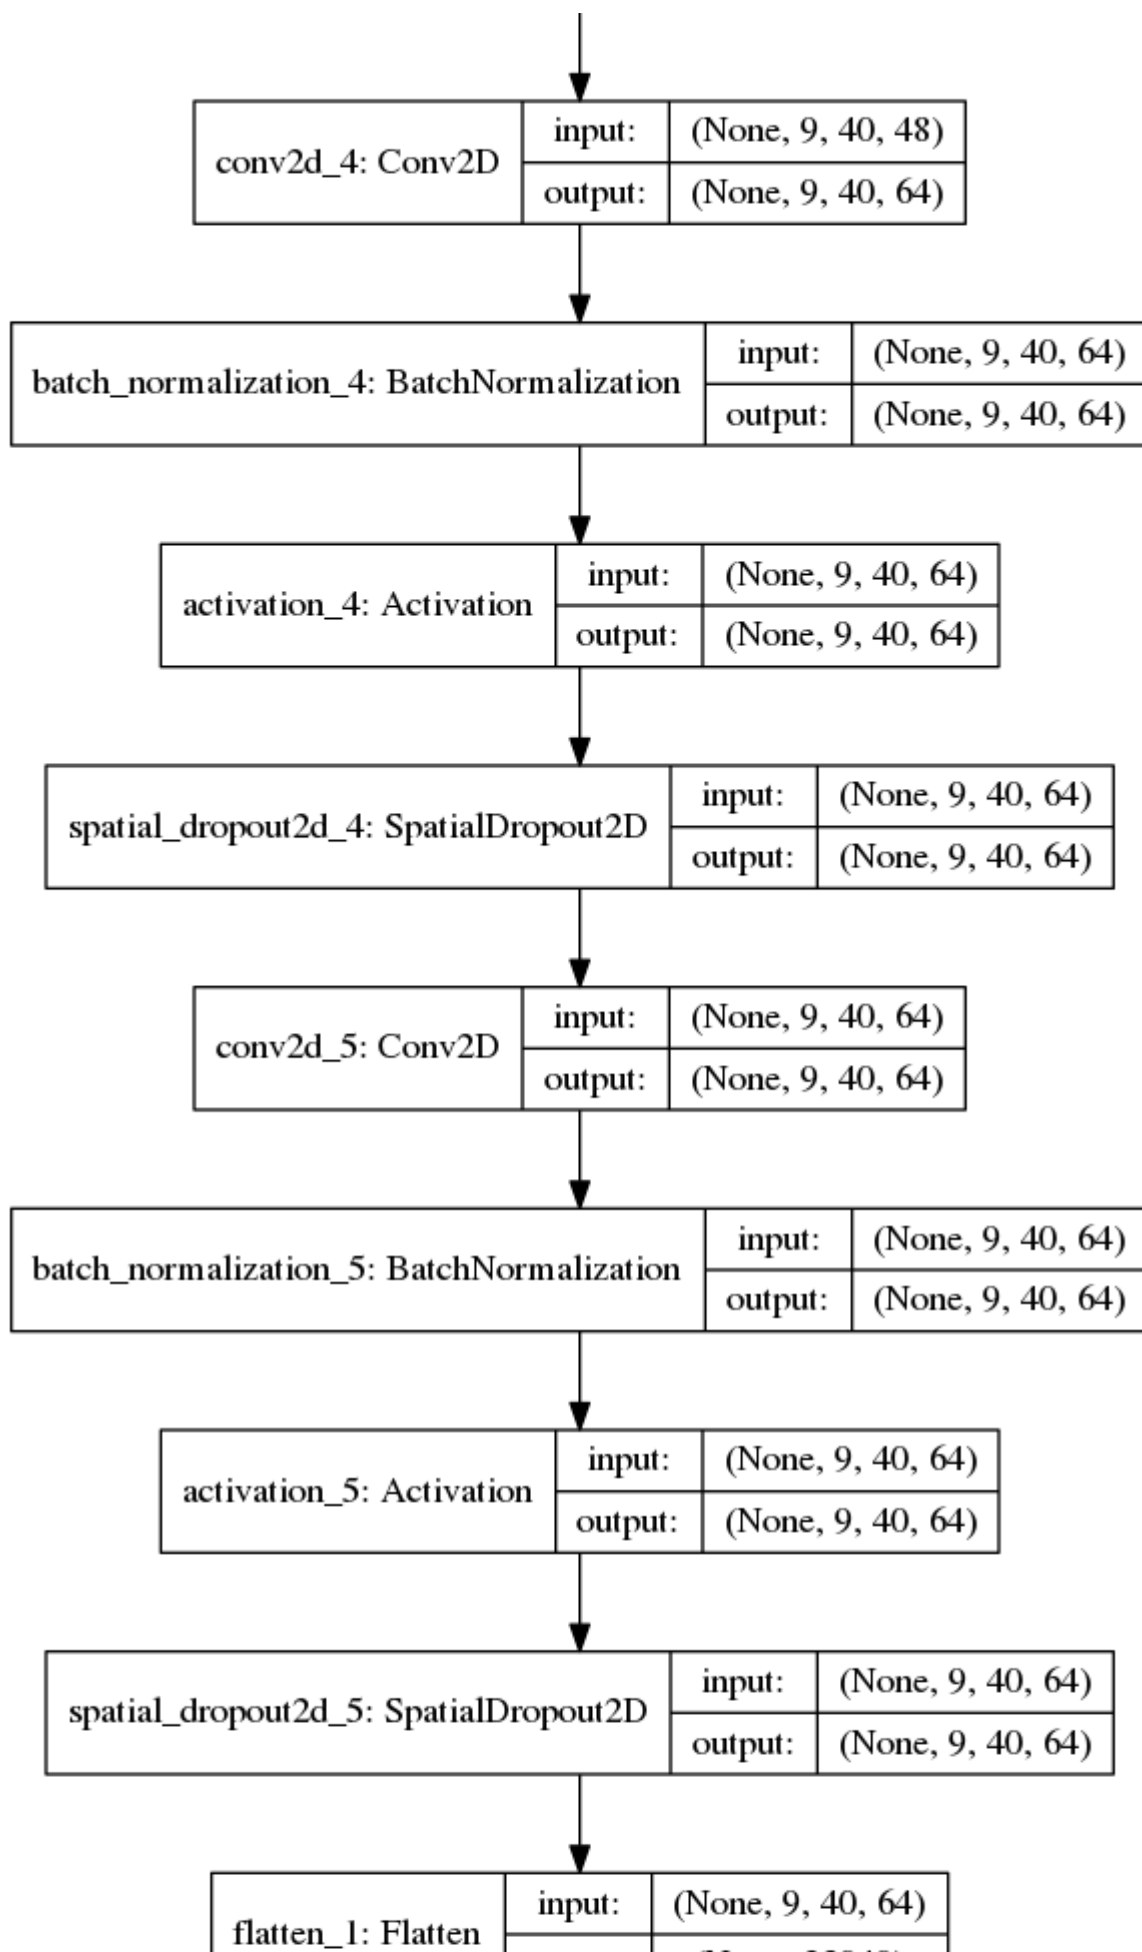 conv2d_4: Conv2D
input: (None, 9, 40, 48)
output: (None, 9, 40, 64)
batch_normalization_4: BatchNormalization
input: (None, 9, 40, 64)
output: (None, 9, 40, 64)
activation_4: Activation
input: (None, 9, 40, 64)
output: (None, 9, 40, 64)
spatial_dropout2d_4: SpatialDropout2D
input: (None, 9, 40, 64)
output: (None, 9, 40, 64)
conv2d_5: Conv2D
input: (None, 9, 40, 64)
output: (None, 9, 40, 64)
batch_normalization_5: BatchNormalization
input: (None, 9, 40, 64)
output: (None, 9, 40, 64)
activation_5: Activation
input: (None, 9, 40, 64)
output: (None, 9, 40, 64)
spatial_dropout2d_5: SpatialDropout2D
input: (None, 9, 40, 64)
output: (None, 9, 40, 64)
flatten_1: Flatten
input: (None, 9, 40, 64)